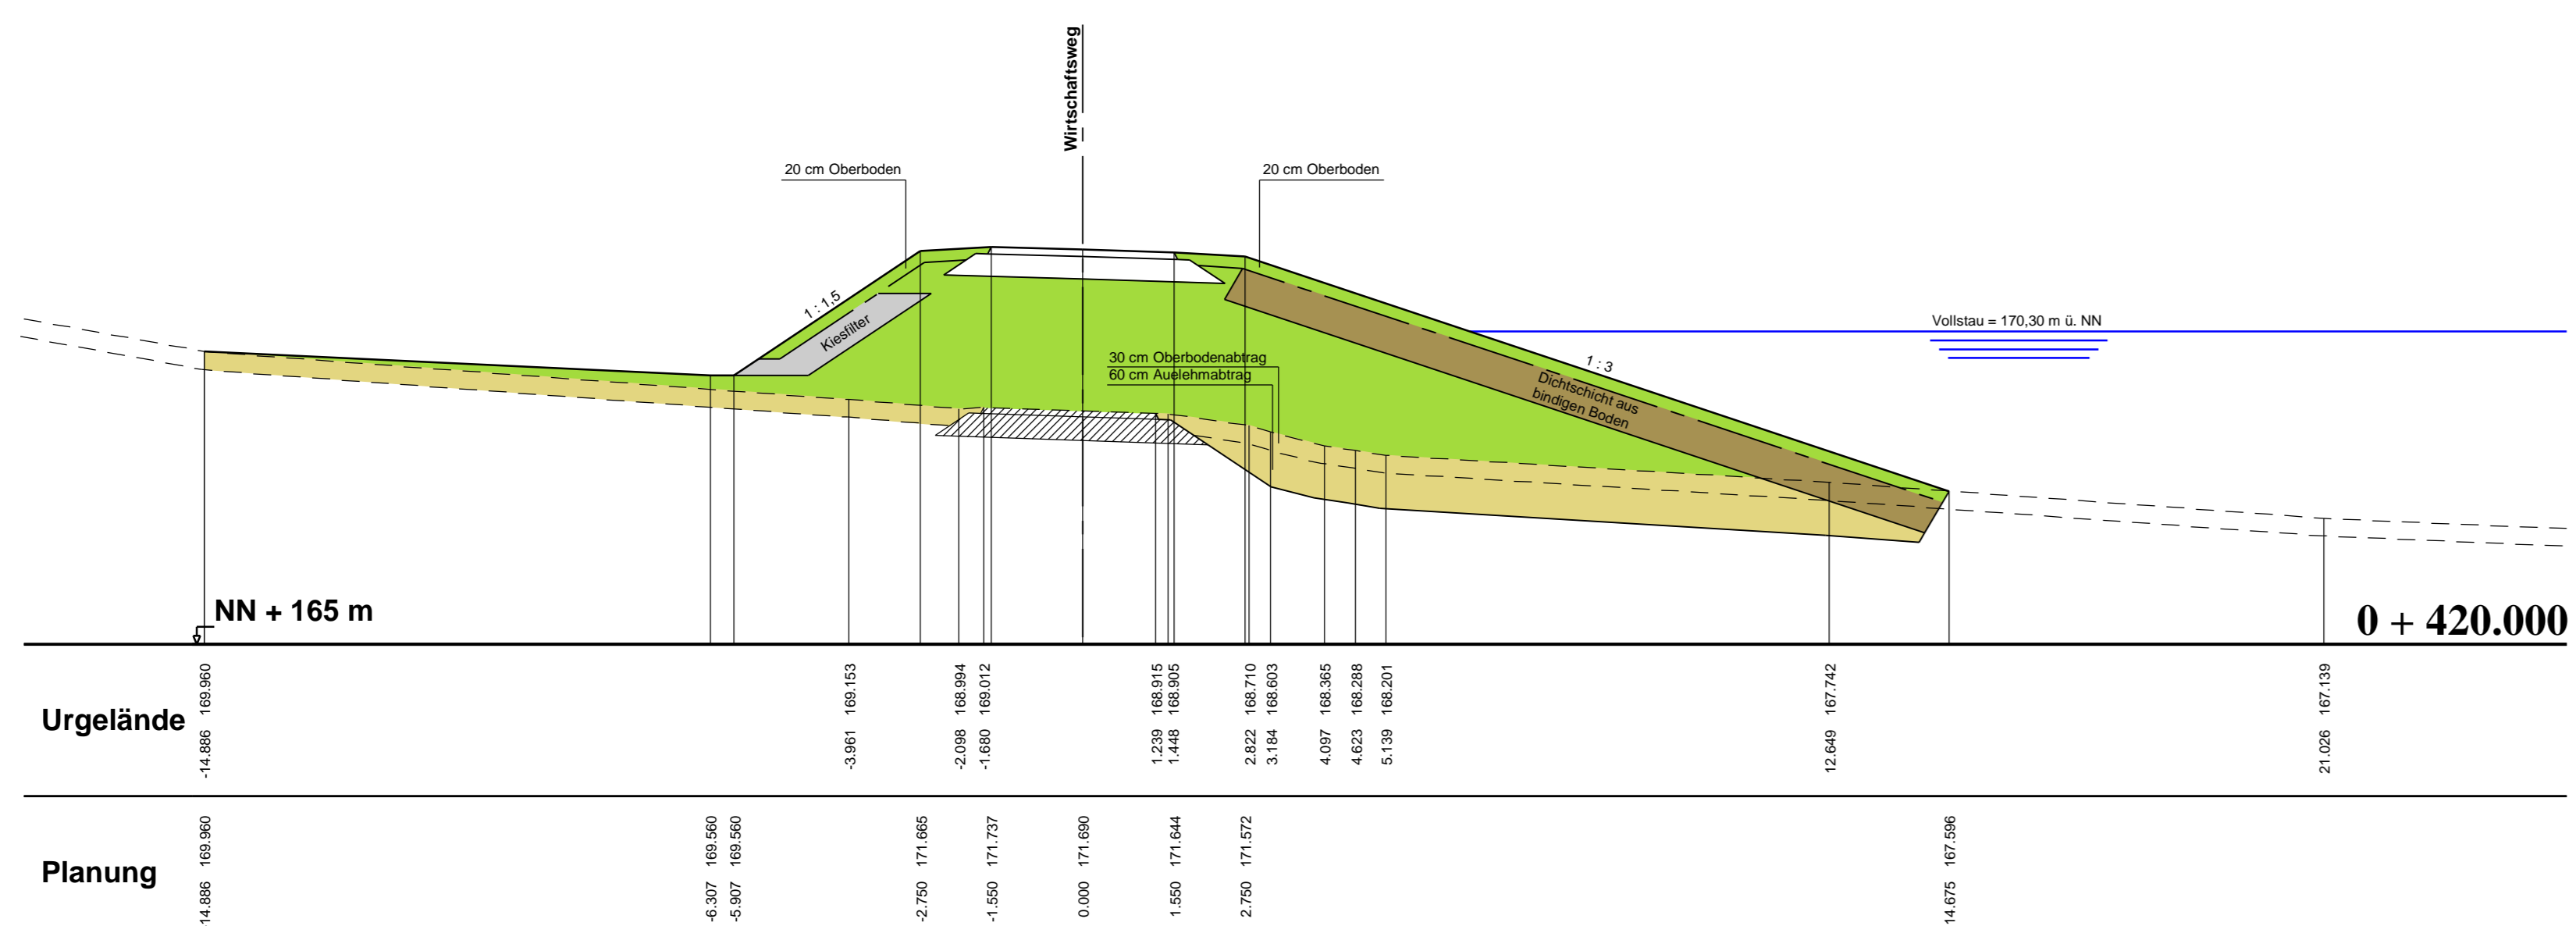 Wirtschaftsweg
20 cm Oberboden
20 cm Oberboden
1 : 1,5
Kiesfilter
Vollstau = 170,30 m ü. NN
30 cm Oberbodenabtrag
60 cm Auelehmabtrag
1 : 3
Dichtschicht aus
bindigen Boden
NN + 165 m
0 + 420.000
Urgelände
-14.886 169.960
-3.961 169.153
-2.098 168.994
-1.680 169.012
1.239 168.915
1.448 168.905
2.822 168.710
3.184 168.603
4.097 168.365
4.623 168.288
5.139 168.201
12.649 167.742
21.026 167.139
Planung
14.886 169.960
-6.307 169.560
-5.907 169.560
-2.750 171.665
-1.550 171.737
0.000 171.690
1.550 171.644
2.750 171.572
14.675 167.596